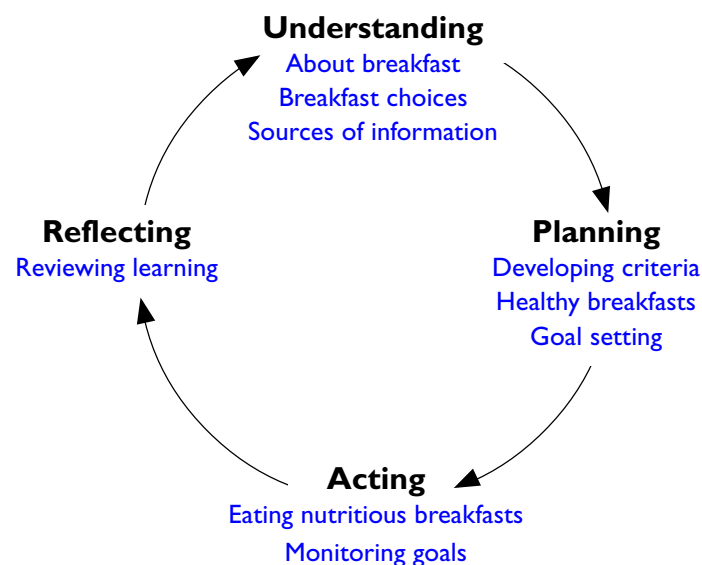 Understanding
About breakfast
Breakfast choices
Sources of information
Planning
Developing criteria
Healthy breakfasts
Goal setting
Acting
Eating nutritious breakfasts
Monitoring goals
Reflecting
Reviewing learning